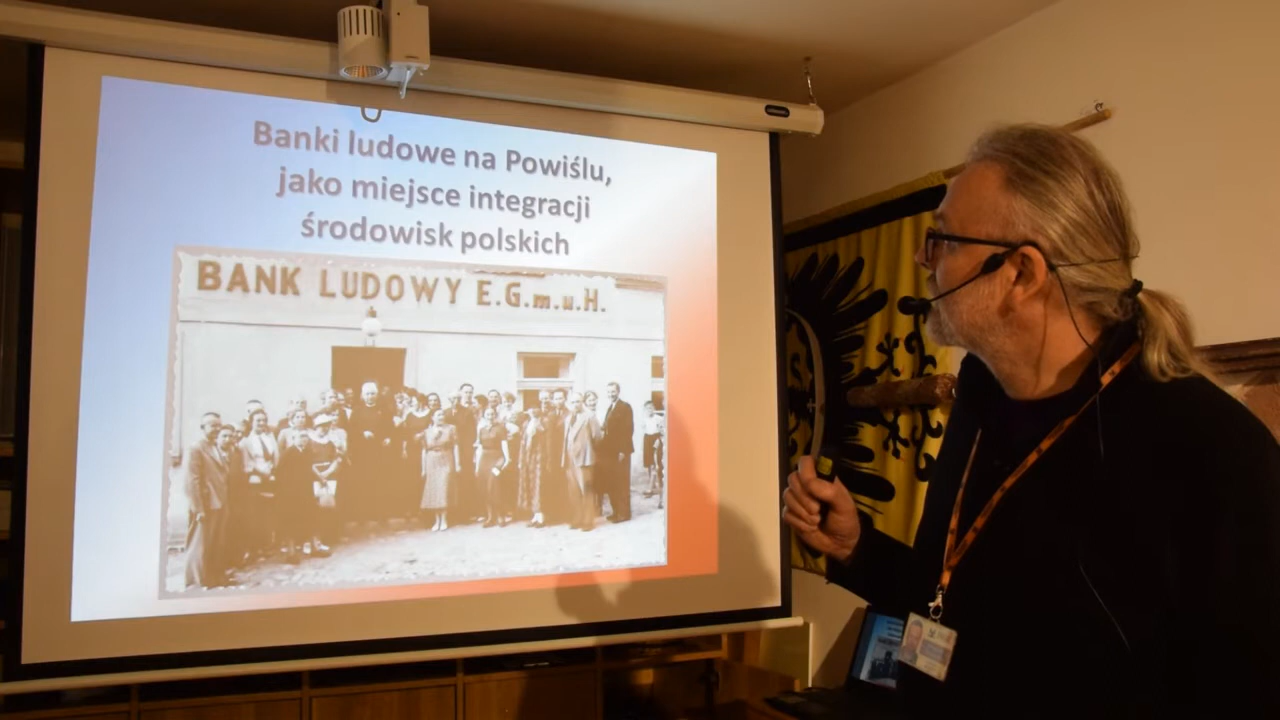 Banki ludowe na Powiślu,
jako miejsce integracji
środowisk polskich
BANK LUDOWY E.G.m.u.H.
S